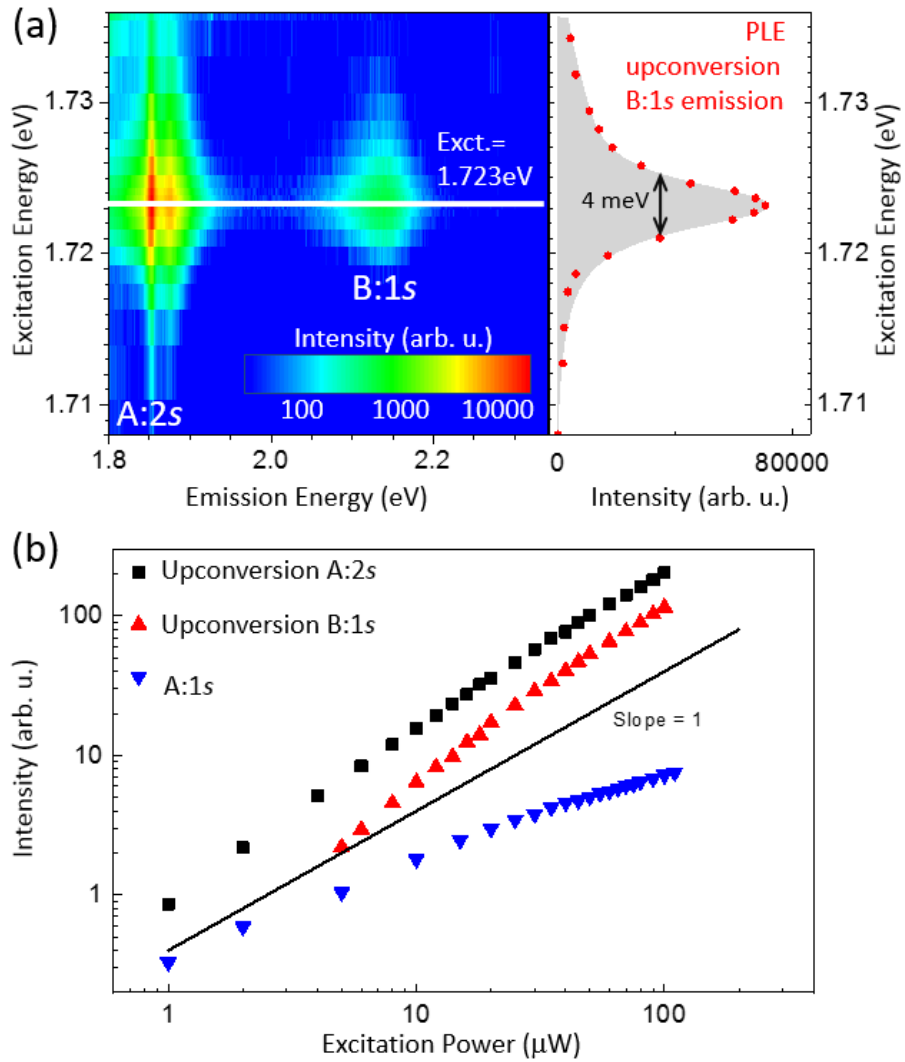 (a)
Excitation Energy (eV)
1.73
1.72
1.71
Exct.=
1.723eV
B:1s
Intensity (arb. u.)
100 1000 10000
A:2s
1.8 2.0 2.2
Emission Energy (eV)
PLE
upconversion
B:1s emission
4 meV
0 80000
Intensity (arb. u.)
1.73
1.72
1.71
Excitation Energy (eV)
(b)
Intensity (arb. u.)
100
10
1
Upconversion A:2s
Upconversion B:1s
A:1s
Slope = 1
1 10 100
Excitation Power (μW)